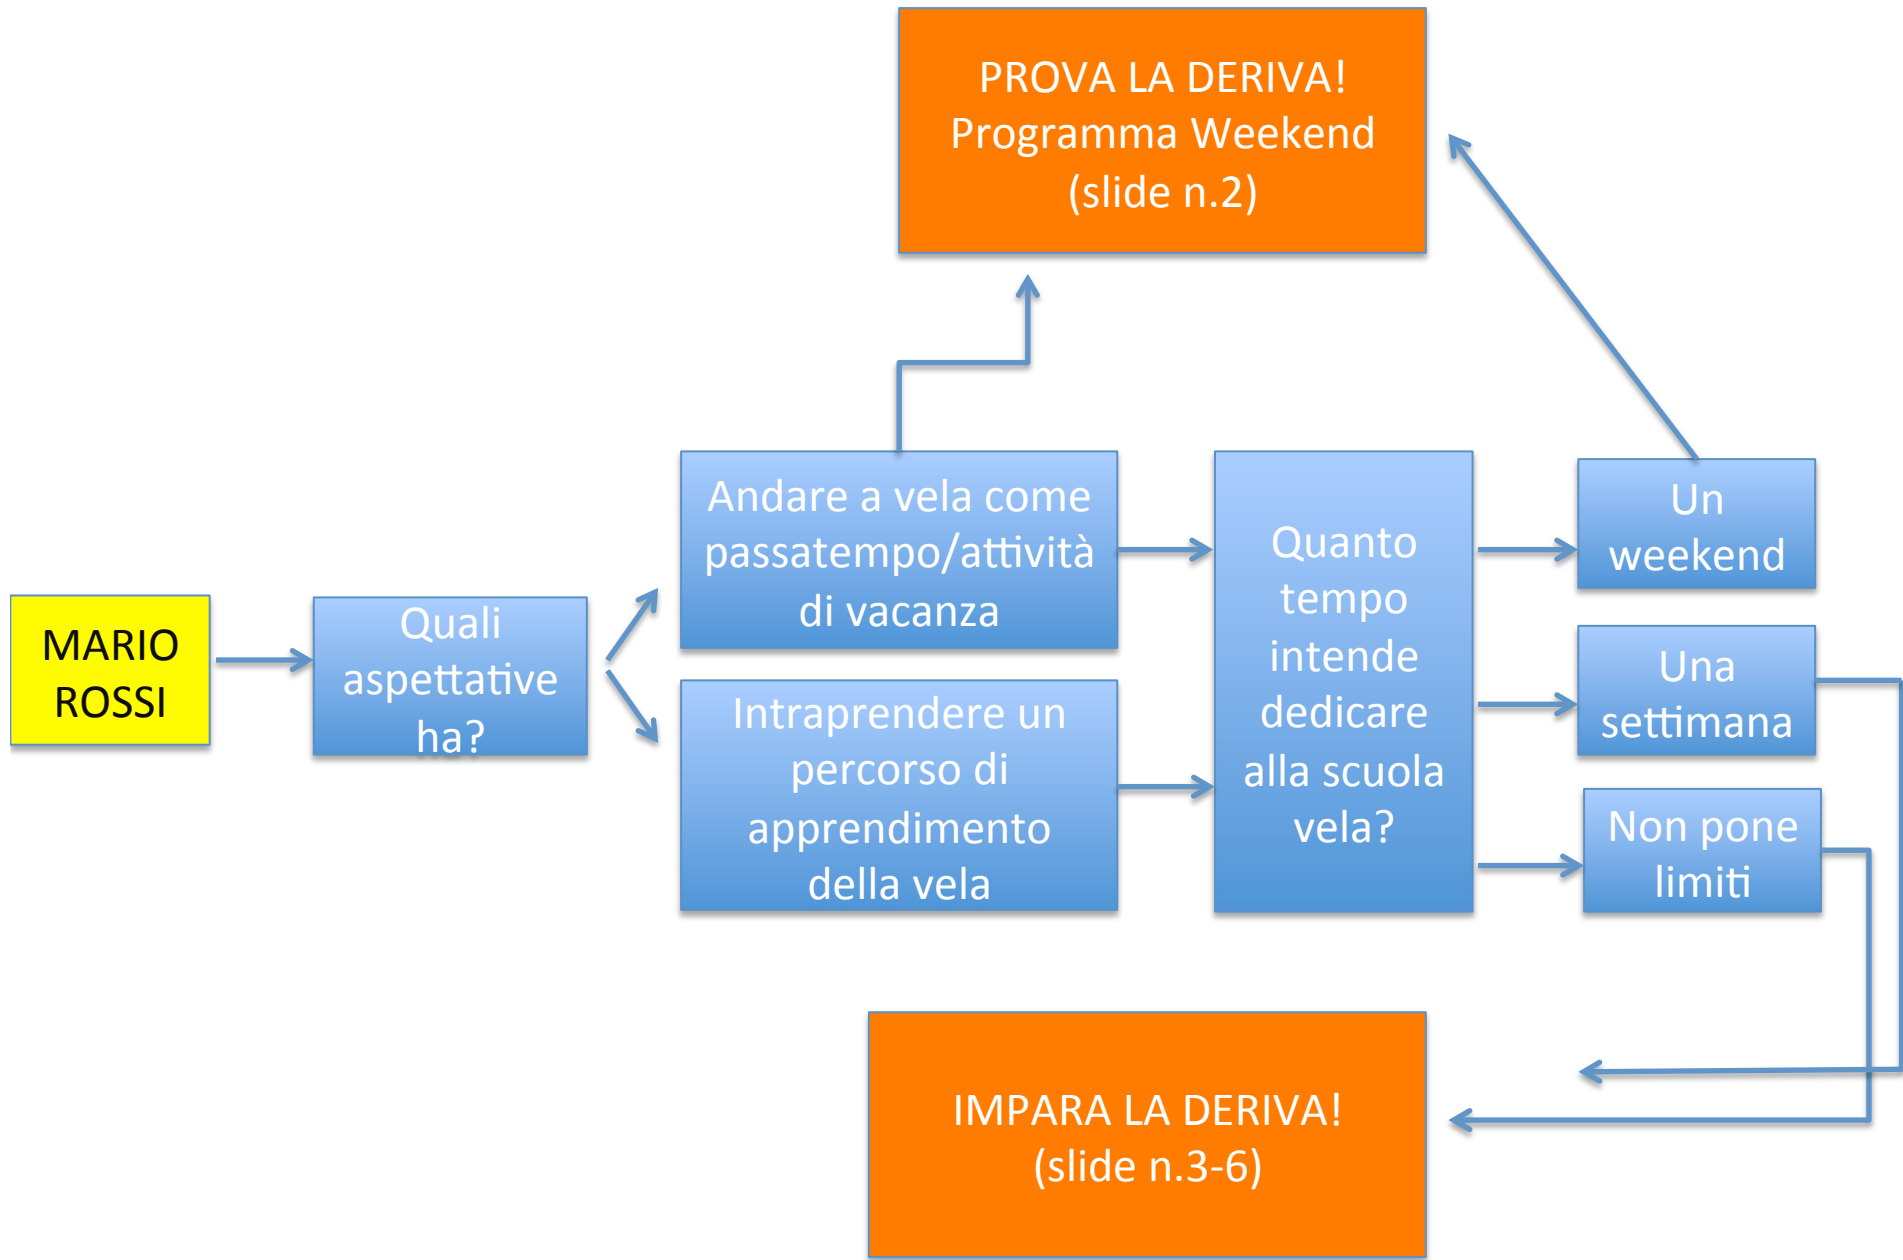 PROVA LA DERIVA!
Programma Weekend
(slide n.2)
MARIO
ROSSI
Quali
aspettative
ha?
Andare a vela come
passatempo/attività
di vacanza
Intraprendere un
percorso di
apprendimento
della vela
Quanto
tempo
intende
dedicare
alla scuola
vela?
Un
weekend
Una
settimana
Non pone
limiti
IMPARA LA DERIVA!
(slide n.3-6)